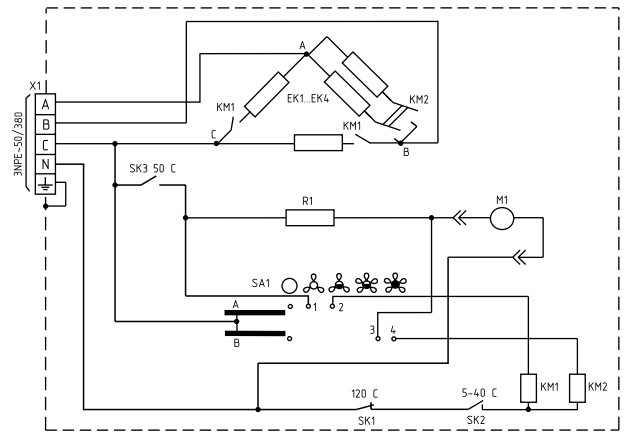 X1
A
B
C
N
3NPE~50/380
A
KM1
EK1...EK4
KM2
C
KM1
B
SK3 50 C
R1
M1
SA1
A
B
1
2
3
4
120 C
SK1
5-40 C
SK2
KM1
KM2